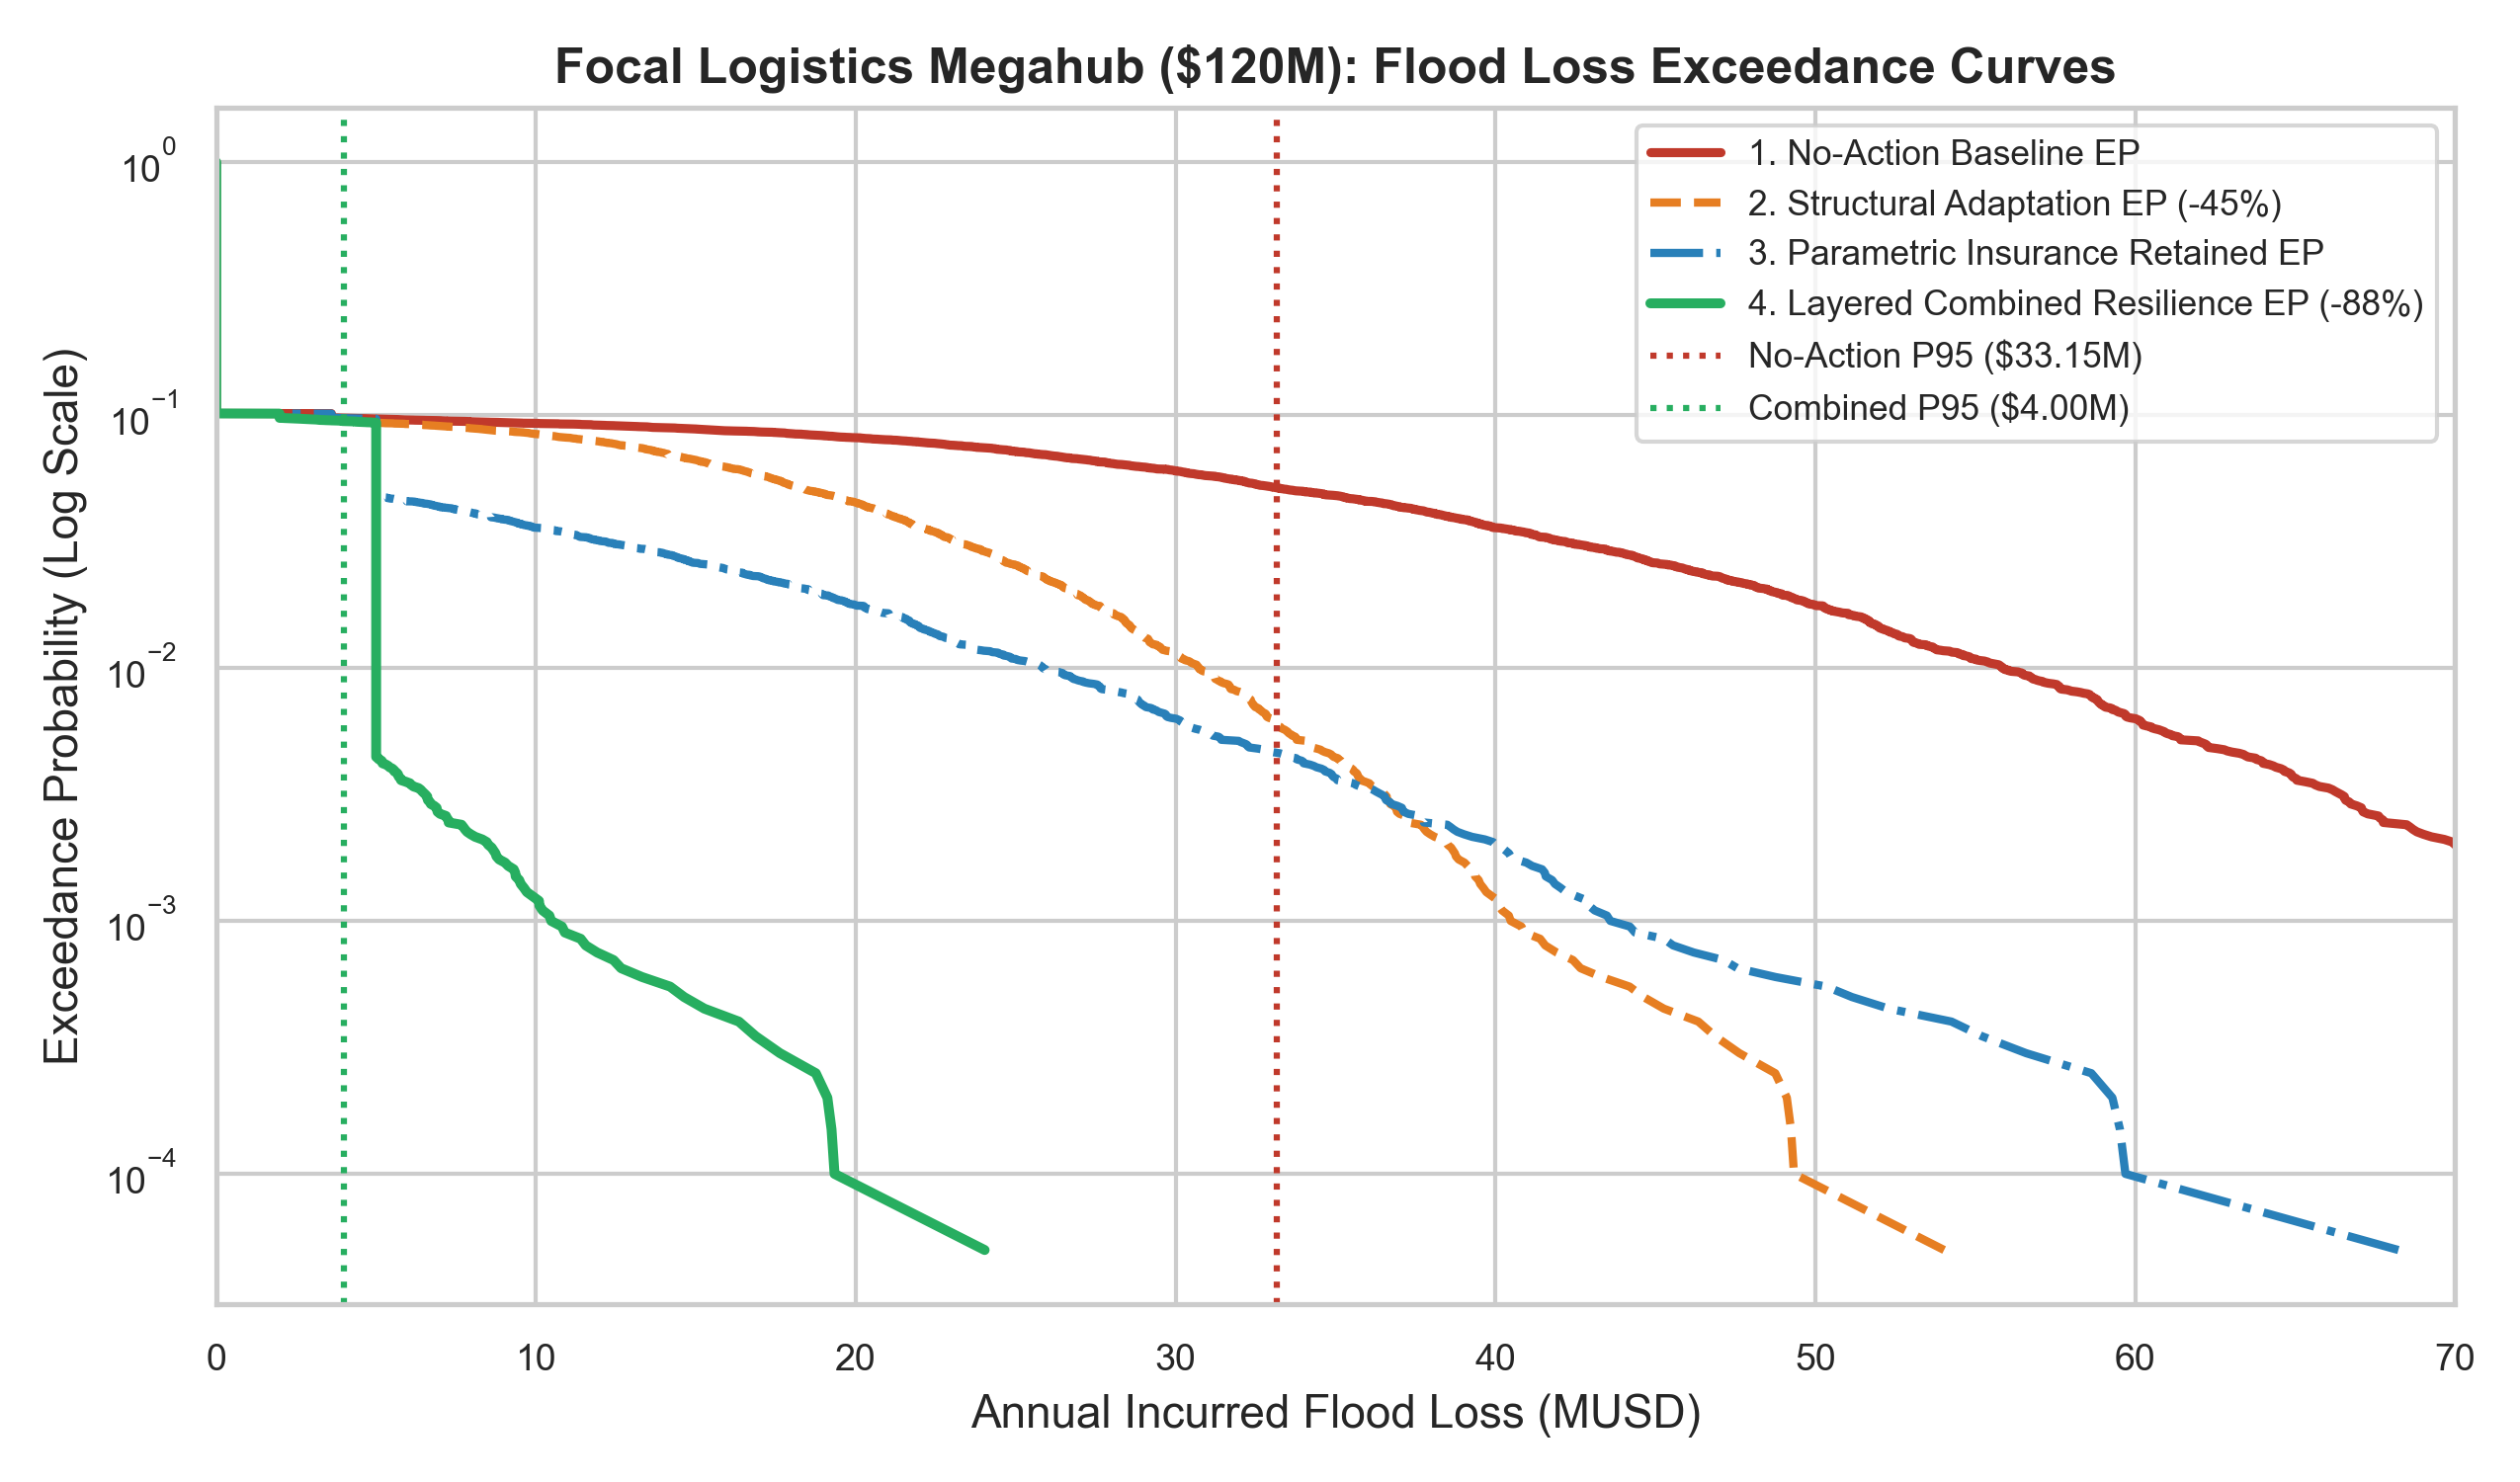 Focal Logistics Megahub ($120M): Flood Loss Exceedance Curves
1. No-Action Baseline EP
2. Structural Adaptation EP (-45%)
3. Parametric Insurance Retained EP
4. Layered Combined Resilience EP (-88%)
No-Action P95 ($33.15M)
Combined P95 ($4.00M)
Exceedance Probability (Log Scale)
10⁰
10⁻¹
10⁻²
10⁻³
10⁻⁴
0 10 20 30 40 50 60 70
Annual Incurred Flood Loss (MUSD)